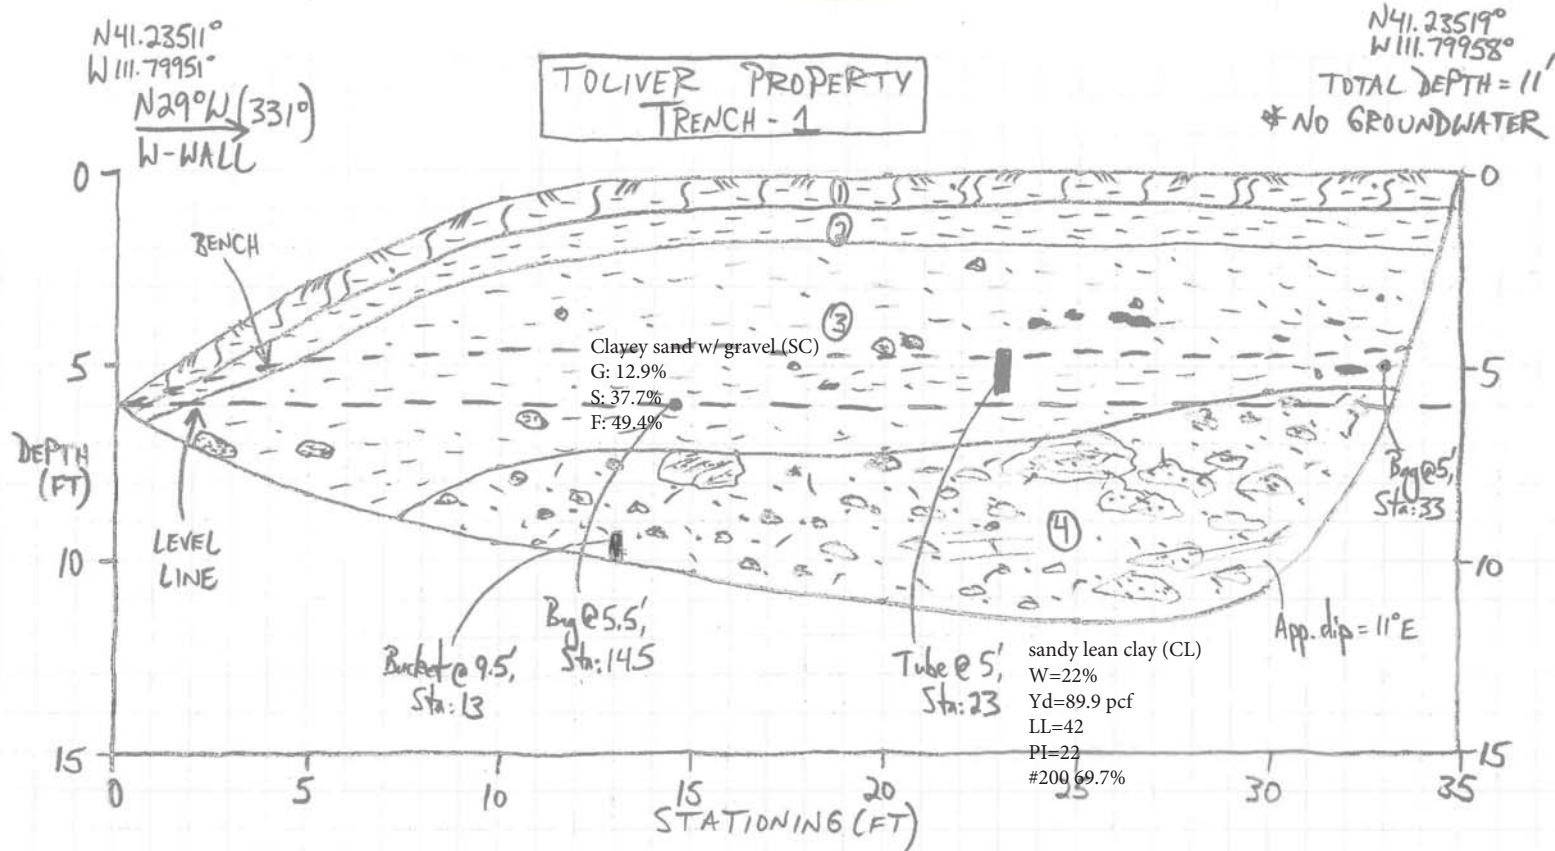 N41.23511°
W111.79951°
N29°W(331°)
W-WALL
TOLIVER PROPERTY
TRENCH - 1
N41.23519°
W111.79958°
TOTAL DEPTH = 11'
* NO GROUNDWATER
0
0
1
2
BENCH
3
Clayey sand w/ gravel (SC)
G: 12.9%
S: 37.7%
F: 49.4%
5
5
DEPTH
(FT)
Bag@5',
Sta:33
4
LEVEL
LINE
10
10
Bag@5.5',
Sta:14.5
Bucket@9.5',
Sta:13
Tube@5',
Sta:23
App.dip=11°E
sandy lean clay (CL)
W=22%
Yd=89.9 pcf
LL=42
PI=22
#200 69.7%
15
15
0 5 10 15 20 25 30 35
STATIONING (FT)